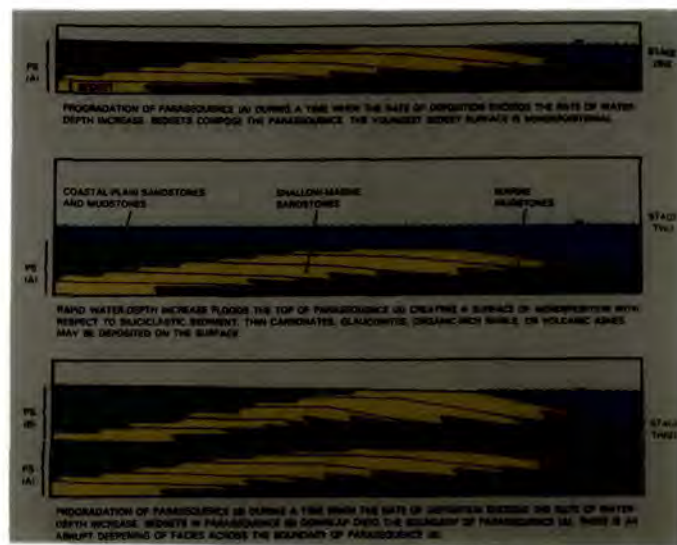 PS
(A)
STAGE
ONE
BEDSET
PROGRADATION OF PARASEQUENCE (A) DURING A TIME WHEN THE RATE OF DEPOSITION EXCEEDS THE RATE OF WATER-
DEPTH INCREASE. BEDSETS COMPOSE THE PARASEQUENCE. THE YOUNGEST BEDSET SURFACE IS NONDEPOSITIONAL.
COASTAL-PLAIN SANDSTONES
AND MUDSTONES
SHALLOW-MARINE
SANDSTONES
MARINE
MUDSTONES
STAGE
TWO
PS
(A)
RAPID WATER-DEPTH INCREASE FLOODS THE TOP OF PARASEQUENCE (A) CREATING A SURFACE OF NONDEPOSITION WITH
RESPECT TO SILICICLASTIC SEDIMENT. THIN CARBONATES, GLAUCONITES, ORGANIC-RICH SHALE, OR VOLCANIC ASHES
MAY BE DEPOSITED ON THE SURFACE.
PS
(B)
STAGE
THREE
PS
(A)
PROGRADATION OF PARASEQUENCE (B) DURING A TIME WHEN THE RATE OF DEPOSITION EXCEEDS THE RATE OF WATER-
DEPTH INCREASE. BEDSETS IN PARASEQUENCE (B) DOWNLAP ONTO THE BOUNDARY OF PARASEQUENCE (A). THERE IS AN
ABRUPT DEEPENING OF FACIES ACROSS THE BOUNDARY OF PARASEQUENCE